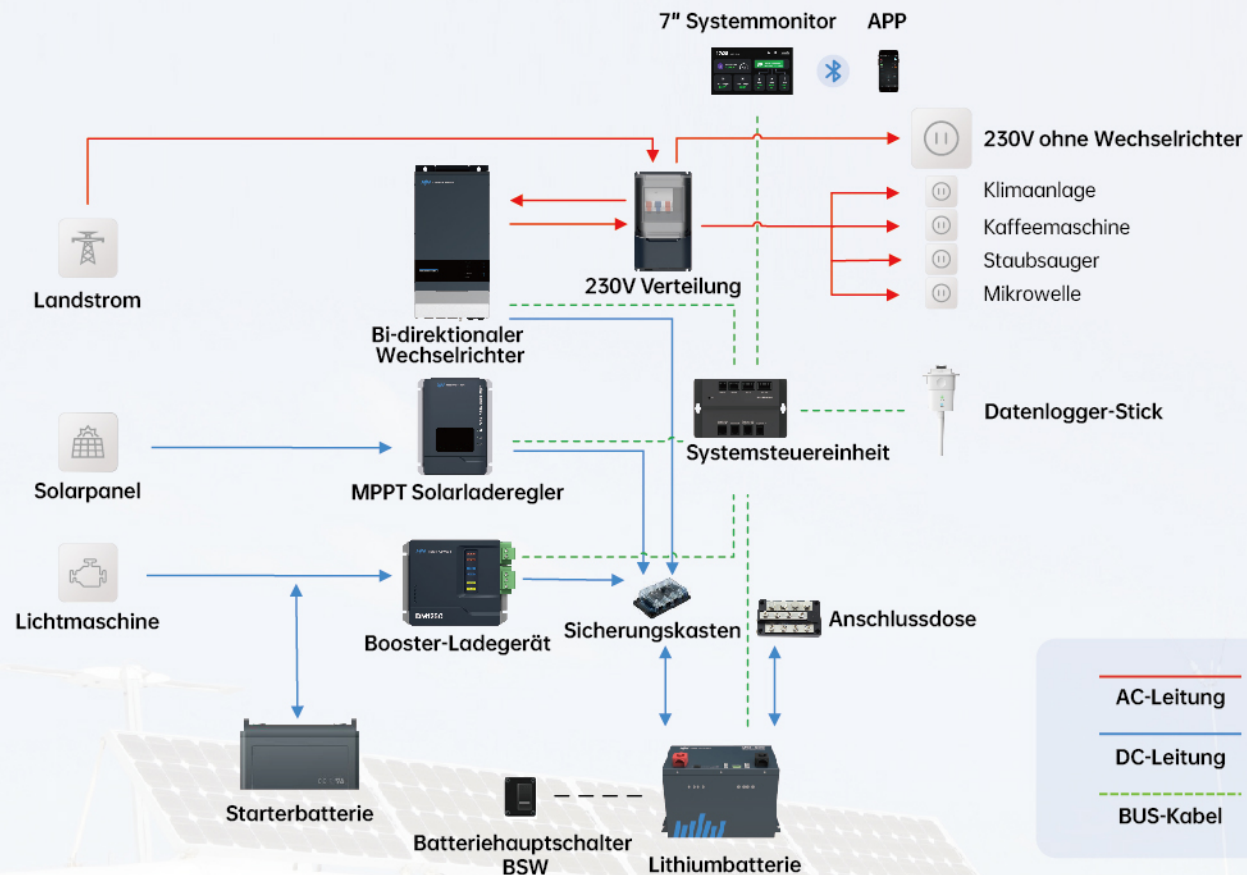 7" Systemmonitor
APP
230V ohne Wechselrichter
Klimaanlage
Kaffeemaschine
Staubsauger
Mikrowelle
Landstrom
230V Verteilung
Bi-direktionaler
Wechselrichter
Datenlogger-Stick
Systemsteuereinheit
Solarpanel
MPPT Solarladeregler
Lichtmaschine
Booster-Ladegerät
Sicherungskasten
Anschlussdose
Starterbatterie
Batteriehauptschalter
BSW
Lithiumbatterie
AC-Leitung
DC-Leitung
BUS-Kabel